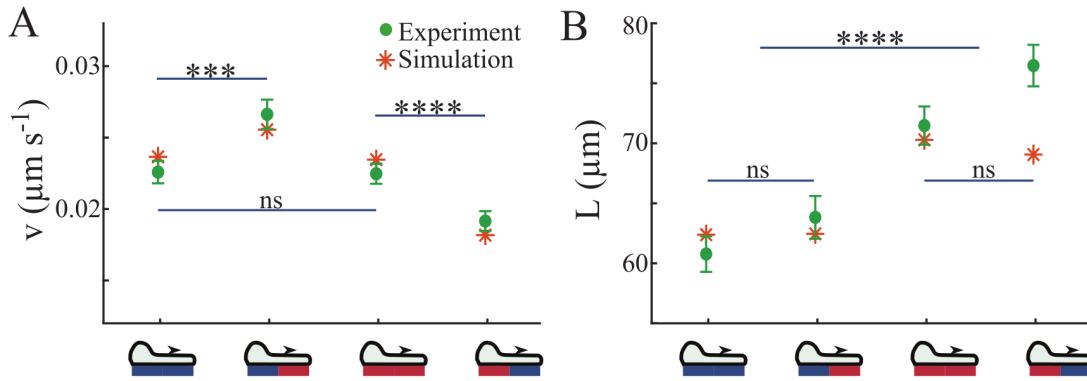 A
Experiment
Simulation
0.03
0.02
v (μm s⁻¹)
***
****
ns
B
80
70
60
L (μm)
****
ns
ns